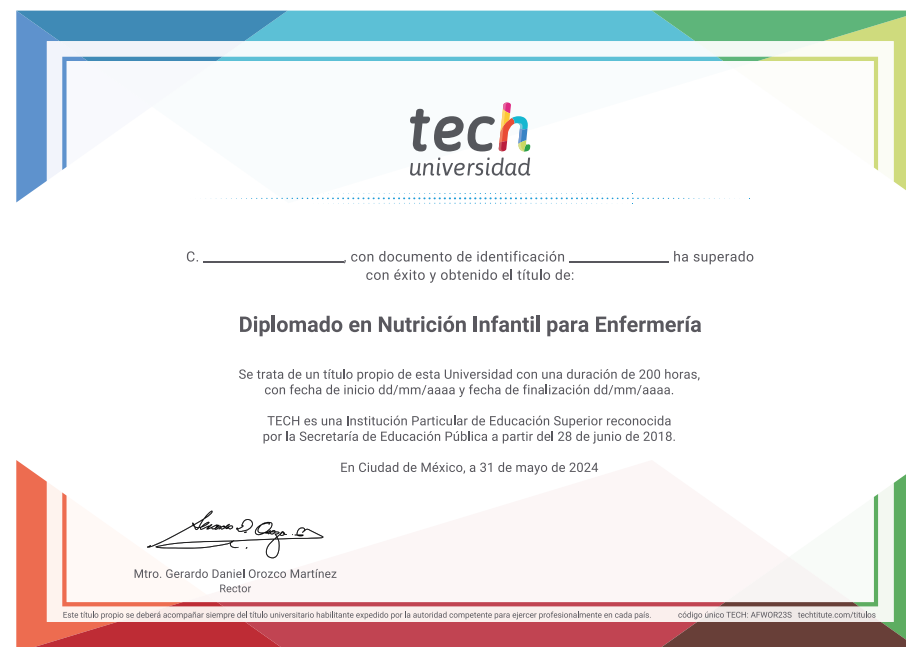 tech
universidad
C. ____________________, con documento de identificación ______________ ha superado
con éxito y obtenido el título de:
Diplomado en Nutrición Infantil para Enfermería
Se trata de un título propio de esta Universidad con una duración de 200 horas,
con fecha de inicio dd/mm/aaaa y fecha de finalización dd/mm/aaaa.
TECH es una Institución Particular de Educación Superior reconocida
por la Secretaría de Educación Pública a partir del 28 de junio de 2018.
En Ciudad de México, a 31 de mayo de 2024
Mtro. Gerardo Daniel Orozco Martínez
Rector
Este título propio se deberá acompañar siempre del título universitario habilitante expedido por la autoridad competente para ejercer profesionalmente en cada país. código único TECH: AFWOR23S techtitute.com/titulos